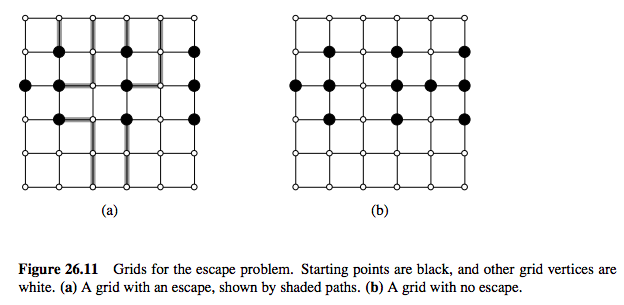 (a)
(b)
Figure 26.11 Grids for the escape problem. Starting points are black, and other grid vertices are
white. (a) A grid with an escape, shown by shaded paths. (b) A grid with no escape.